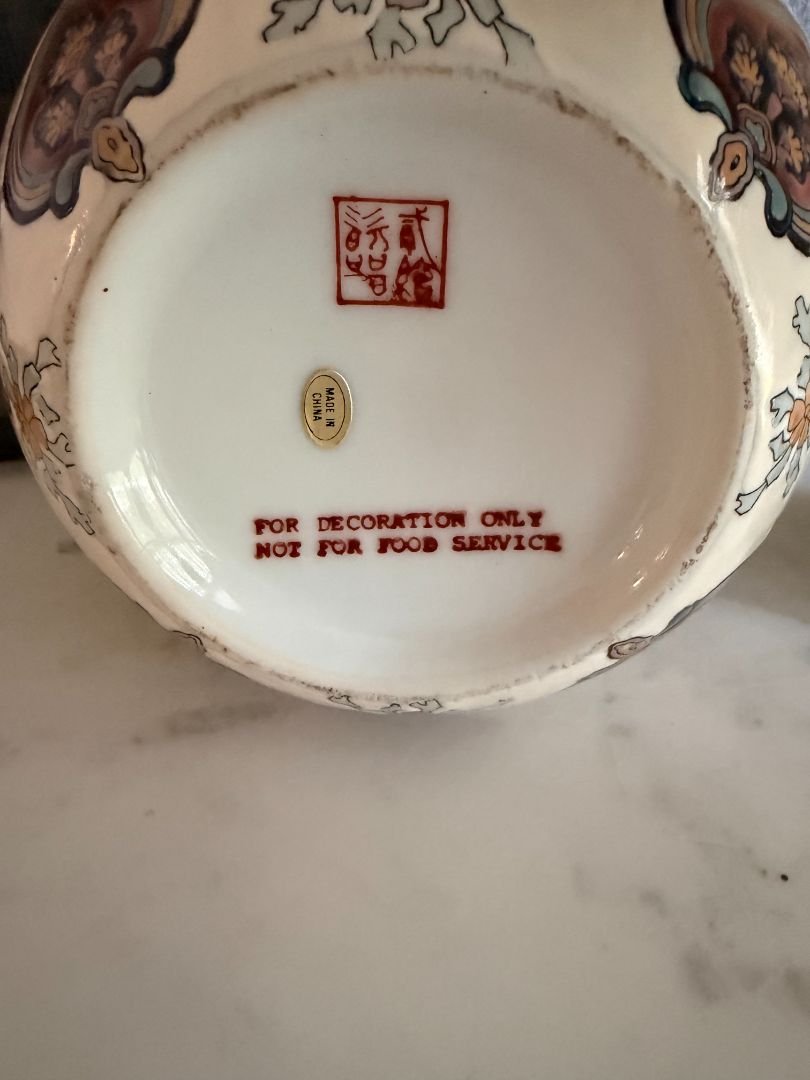 MADE IN
CHINA
FOR DECORATION ONLY
NOT FOR FOOD SERVICE